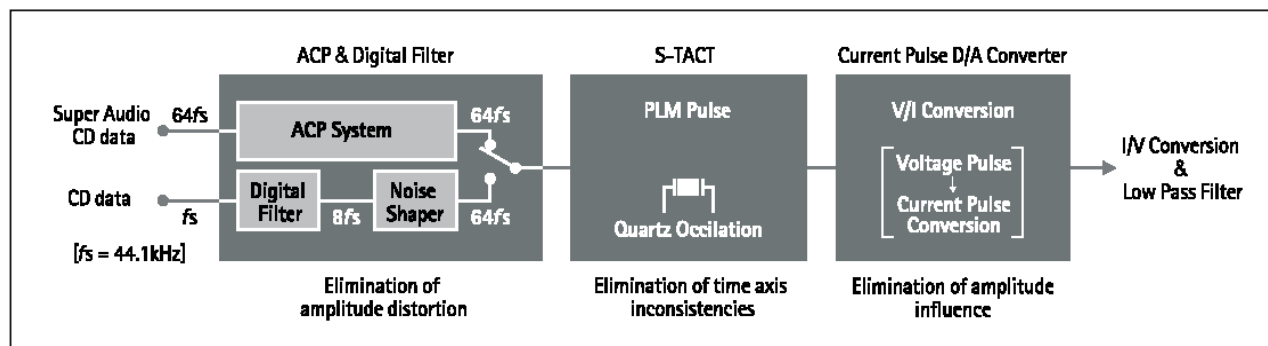 ACP & Digital Filter
S-TACT
Current Pulse D/A Converter
Super Audio
CD data
64fs
ACP System
64fs
CD data
fs
Digital
Filter
8fs
Noise
Shaper
64fs
[fs = 44.1kHz]
PLM Pulse
Quartz Occilation
V/I Conversion
Voltage Pulse
↓
Current Pulse
Conversion
I/V Conversion
&
Low Pass Filter
Elimination of
amplitude distortion
Elimination of time axis
inconsistencies
Elimination of amplitude
influence